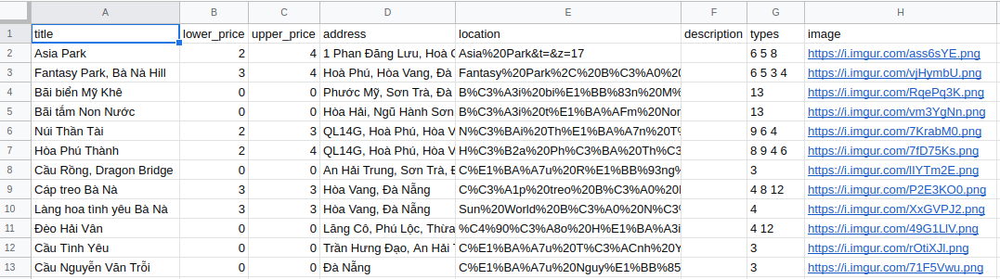 A B C D E F G H
1 title lower_price upper_price address location description types image
2 Asia Park 2 4 1 Phan Đăng Lưu, Hoà C Asia%20Park&t=&z=17 6 5 8 https://i.imgur.com/ass6sYE.png
3 Fantasy Park, Bà Nà Hill 3 4 Hoà Phú, Hòa Vang, Đà Fantasy%20Park%2C%20B%C3%A0%20 6 5 3 4 https://i.imgur.com/vjHymbU.png
4 Bãi biển Mỹ Khê 0 0 Phước Mỹ, Sơn Trà, Đà B%C3%A3i%20bi%E1%BB%83n%20M% 13 https://i.imgur.com/RqePq3K.png
5 Bãi tắm Non Nước 0 0 Hòa Hải, Ngũ Hành Sơn, B%C3%A3i%20t%E1%BA%AFm%20Non 13 https://i.imgur.com/vm3YgNn.png
6 Núi Thần Tài 2 3 QL14G, Hoà Phú, Hòa V N%C3%BAi%20Th%E1%BA%A7n%20T% 9 6 4 https://i.imgur.com/7KrabM0.png
7 Hòa Phú Thành 2 4 QL14G, Hoà Phú, Hòa V H%C3%B2a%20Ph%C3%BA%20Th%C3 8 9 4 6 https://i.imgur.com/7fD75Ks.png
8 Cầu Rồng, Dragon Bridge 0 0 An Hải Trung, Sơn Trà, Đ C%E1%BA%A7u%20R%E1%BB%93ng% 3 https://i.imgur.com/lIYTm2E.png
9 Cáp treo Bà Nà 3 3 Hòa Vang, Đà Nẵng C%C3%A1p%20treo%20B%C3%A0%20 4 8 12 https://i.imgur.com/P2E3KO0.png
10 Làng hoa tình yêu Bà Nà 3 3 Hòa Vang, Đà Nẵng Sun%20World%20B%C3%A0%20N%C3% 4 https://i.imgur.com/XxGVPJ2.png
11 Đèo Hải Vân 0 0 Lăng Cô, Phú Lộc, Thừa %C4%90%C3%A8o%20H%E1%BA%A3i 4 12 https://i.imgur.com/49G1LlV.png
12 Cầu Tình Yêu 0 0 Trần Hưng Đạo, An Hải C%E1%BA%A7u%20T%C3%ACnh%20Y 3 https://i.imgur.com/rOtiXJl.png
13 Cầu Nguyễn Văn Trỗi 0 0 Đà Nẵng C%E1%BA%A7u%20Nguy%E1%BB%85 3 https://i.imgur.com/71F5Vwu.png